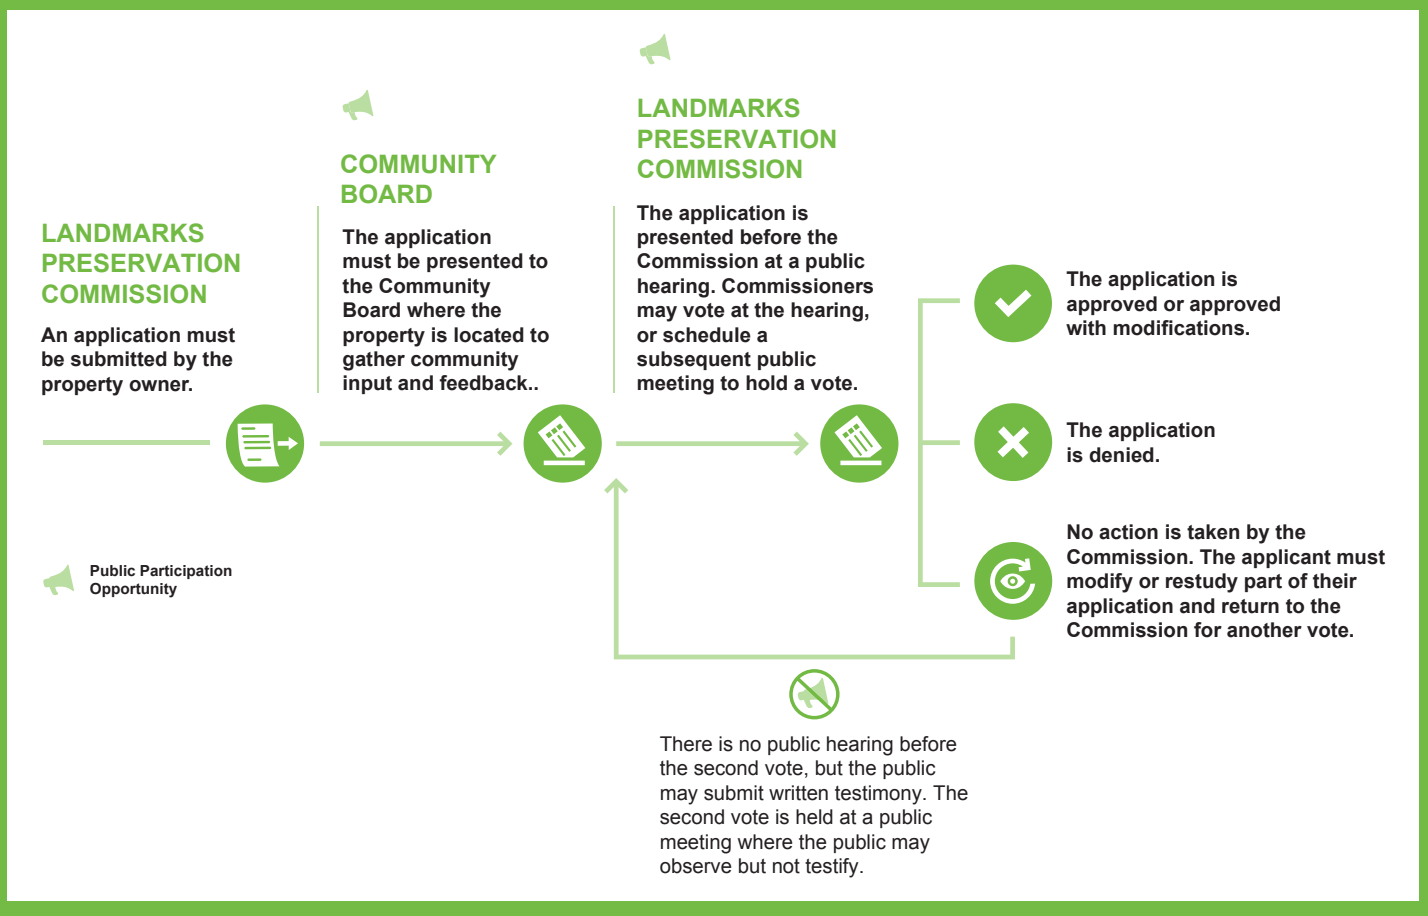 LANDMARKS
PRESERVATION
COMMISSION
An application must
be submitted by the
property owner.
COMMUNITY
BOARD
The application
must be presented to
the Community
Board where the
property is located to
gather community
input and feedback..
LANDMARKS
PRESERVATION
COMMISSION
The application is
presented before the
Commission at a public
hearing. Commissioners
may vote at the hearing,
or schedule a
subsequent public
meeting to hold a vote.
The application is
approved or approved
with modifications.
The application
is denied.
No action is taken by the
Commission. The applicant must
modify or restudy part of their
application and return to the
Commission for another vote.
Public Participation
Opportunity
There is no public hearing before
the second vote, but the public
may submit written testimony. The
second vote is held at a public
meeting where the public may
observe but not testify.